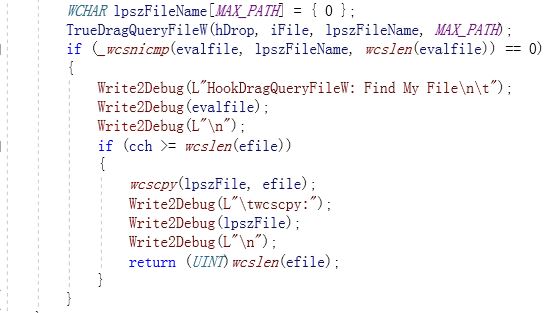 WCHAR lpszFileName[MAX_PATH] = { 0 };
TrueDragQueryFileW(hDrop, iFile, lpszFileName, MAX_PATH);
if (_wcsnicmp(evalfile, lpszFileName, wcslen(evalfile)) == 0)
{
Write2Debug(L"HookDragQueryFileW: Find My File\n\t");
Write2Debug(evalfile);
Write2Debug(L"\n");
if (cch >= wcslen(efile))
{
wcscpy(lpszFile, efile);
Write2Debug(L"\twcscpy:");
Write2Debug(lpszFile);
Write2Debug(L"\n");
return (UINT)wcslen(efile);
}
}